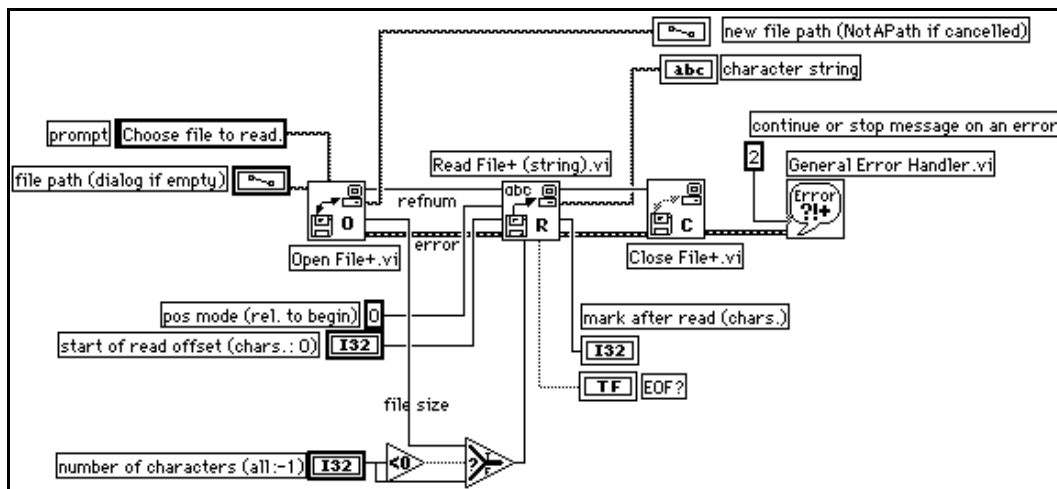 new file path (NotAPath if cancelled)
abc character string
prompt Choose file to read.
continue or stop message on an error
2
Read File+ (string).vi
General Error Handler.vi
file path (dialog if empty)
refnum
abc
Error
?!+
O
R
C
error
Open File+.vi
Close File+.vi
pos mode (rel. to begin) 0
mark after read (chars.)
start of read offset (chars.: 0) I32
I32
TF EOF?
file size
number of characters (all:-1) I32
<0
?
T
F